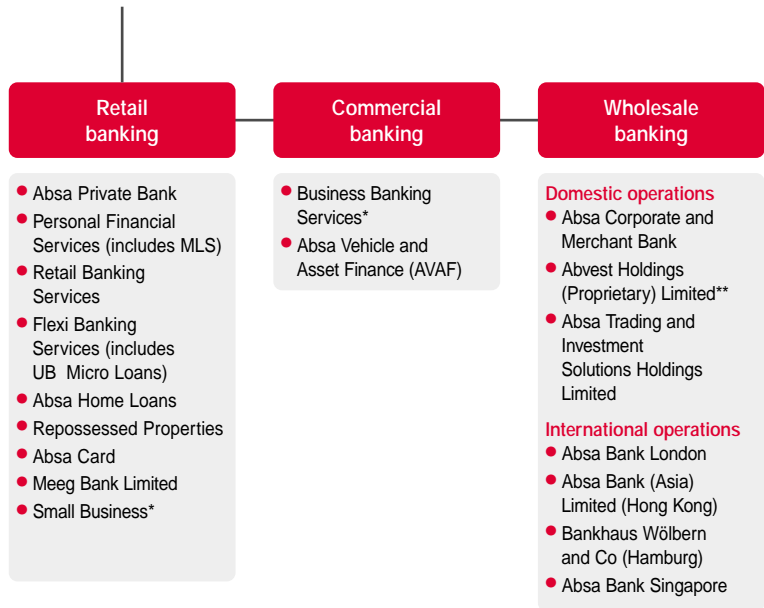 Retail
banking
Absa Private Bank
Personal Financial
Services (includes MLS)
Retail Banking
Services
Flexi Banking
Services (includes
UB Micro Loans)
Absa Home Loans
Repossessed Properties
Absa Card
Meeg Bank Limited
Small Business*
Commercial
banking
Business Banking
Services*
Absa Vehicle and
Asset Finance (AVAF)
Wholesale
banking
Domestic operations
Absa Corporate and
Merchant Bank
Abvest Holdings
(Proprietary) Limited**
Absa Trading and
Investment
Solutions Holdings
Limited
International operations
Absa Bank London
Absa Bank (Asia)
Limited (Hong Kong)
Bankhaus Wölbern
and Co (Hamburg)
Absa Bank Singapore